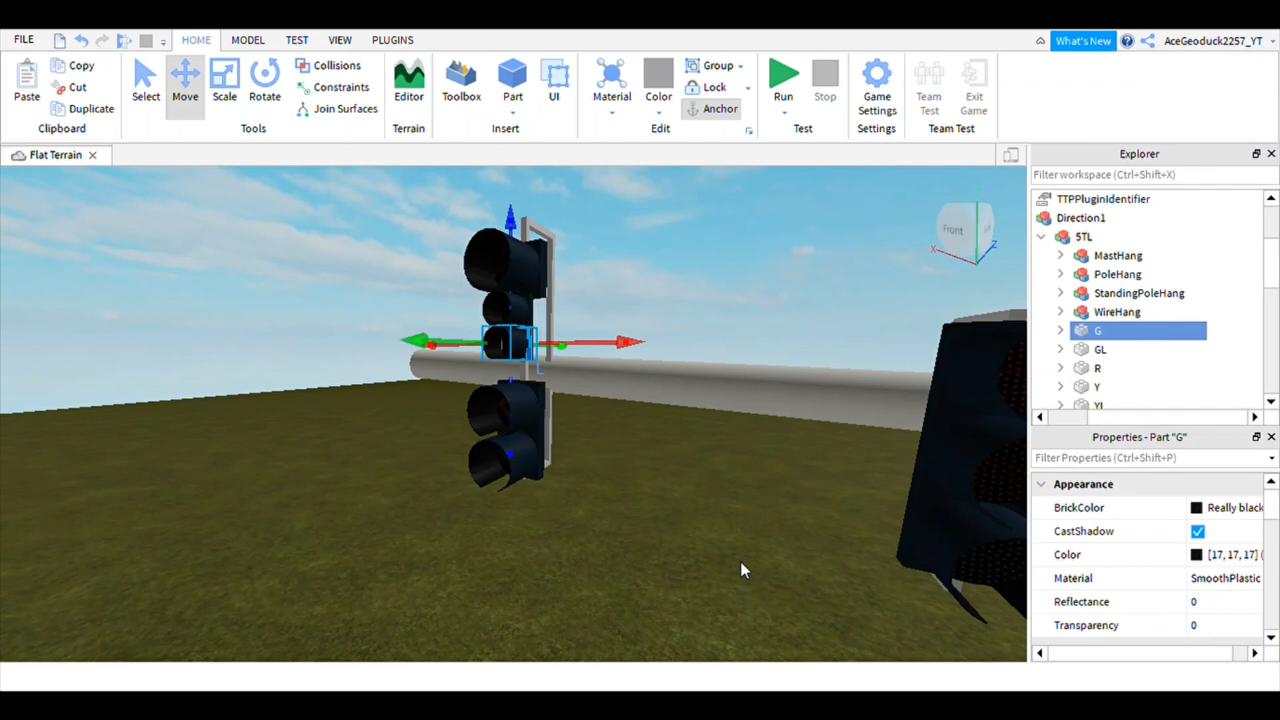 FILE HOME MODEL TEST VIEW PLUGINS What's New AceGeoduck2257_YT
Copy Collisions Group
Cut Constraints Lock
Paste Duplicate Select Move Scale Rotate Join Surfaces Editor Toolbox Part UI Material Color Anchor Run Stop Game Settings Team Test Exit Game
Clipboard Tools Terrain Insert Edit Test Settings Team Test
Flat Terrain
Explorer
Filter workspace (Ctrl+Shift+X)
TTPPluginIdentifier
Direction1
5TL
MastHang
PoleHang
StandingPoleHang
WireHang
G
GL
R
Y
Front
X
Z
Properties - Part "G"
Filter Properties (Ctrl+Shift+P)
Appearance
BrickColor Really black
CastShadow
Color [17, 17, 17] (
Material SmoothPlastic
Reflectance 0
Transparency 0